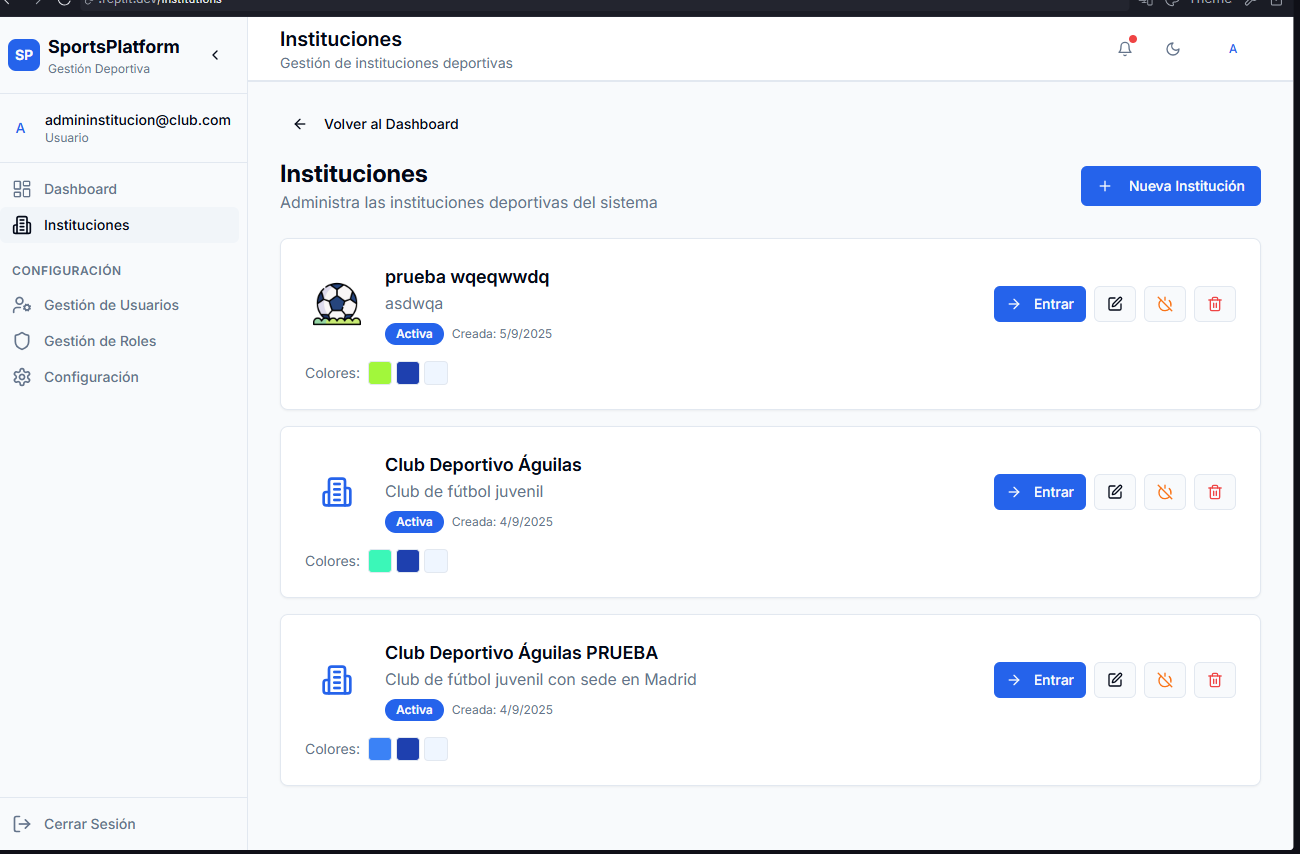 .replit.dev/institutions
Theme
SP
SportsPlatform
Gestión Deportiva
A
admininstitucion@club.com
Usuario
Dashboard
Instituciones
CONFIGURACIÓN
Gestión de Usuarios
Gestión de Roles
Configuración
Cerrar Sesión
Instituciones
Gestión de instituciones deportivas
A
Volver al Dashboard
Instituciones
Administra las instituciones deportivas del sistema
Nueva Institución
prueba wqeqwwdq
asdwqa
Activa Creada: 5/9/2025
Entrar
Colores:
Club Deportivo Águilas
Club de fútbol juvenil
Activa Creada: 4/9/2025
Entrar
Colores:
Club Deportivo Águilas PRUEBA
Club de fútbol juvenil con sede en Madrid
Activa Creada: 4/9/2025
Entrar
Colores: